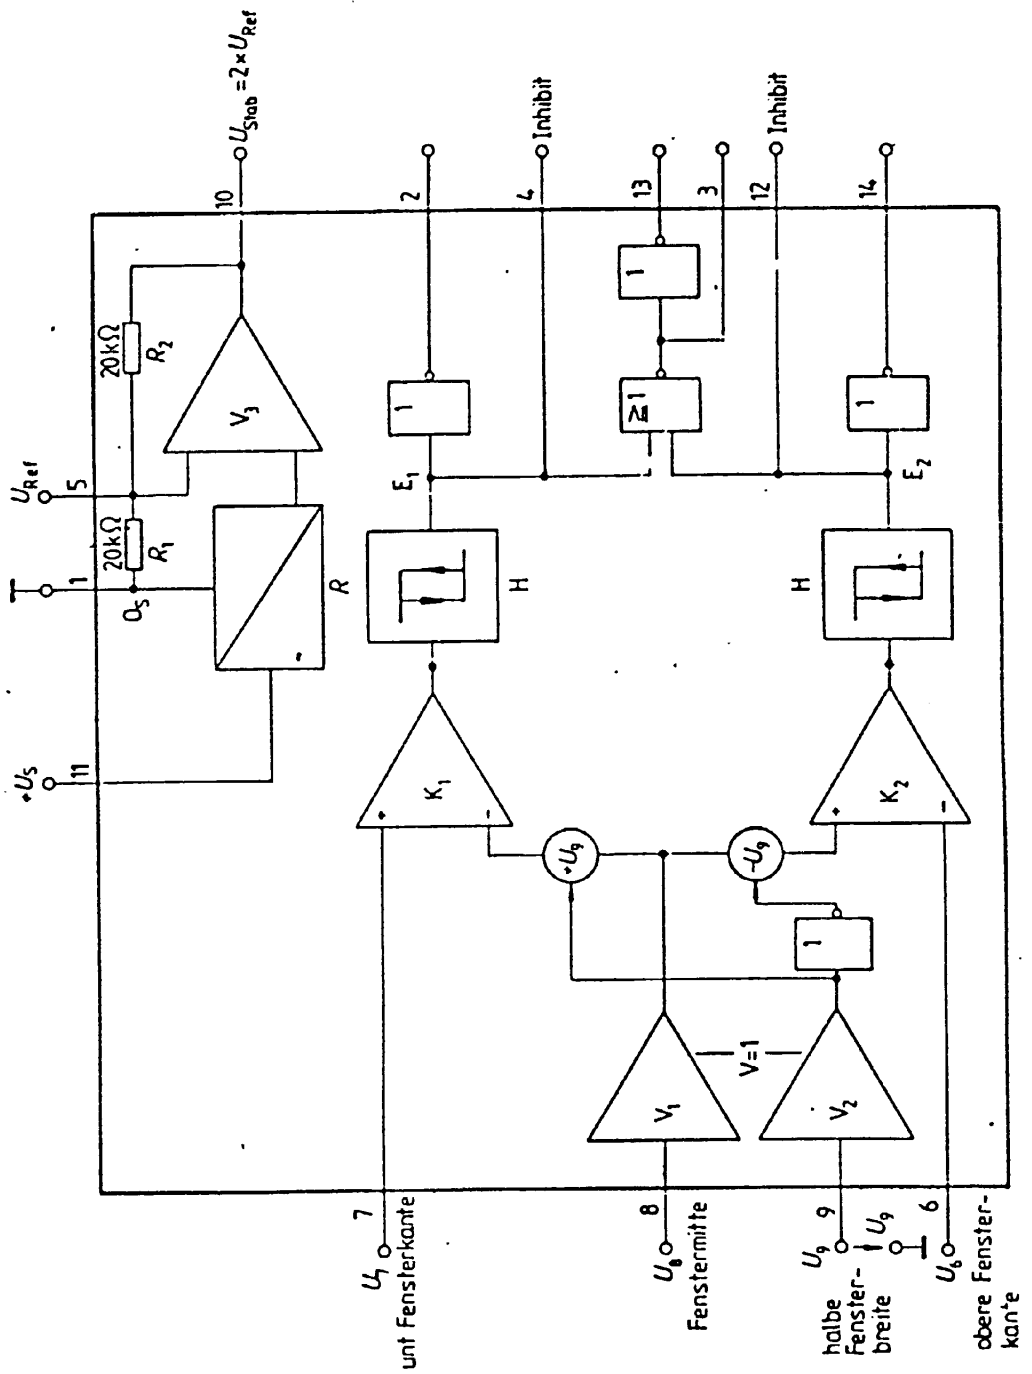 +U_S
11
1
U_Ref
5
0_S
20kΩ
R_1
20kΩ
R_2
R
V_3
10
U_Stab = 2×U_Ref
U_7
7
unt Fensterkante
K_1
+
-
H
E_1
1
2
4
Inhibit
+U_9
≥1
1
13
3
U_8
8
Fenstermitte
V_1
V=1
-U_9
12
Inhibit
U_9
9
halbe
Fenster-
breite
U_9
V_2
1
K_2
+
-
H
E_2
1
14
U_6
6
obere Fenster-
kante